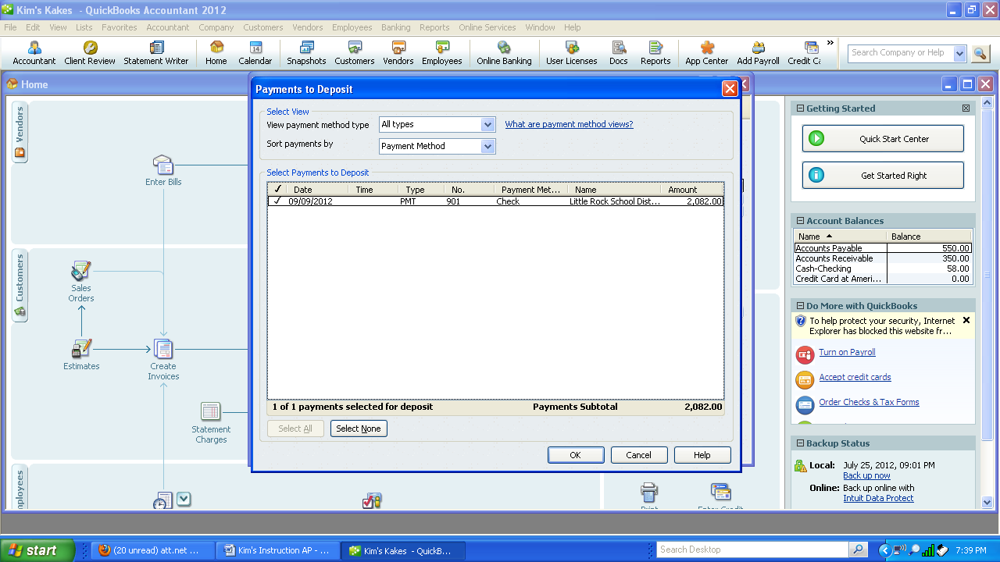 Kim's Kakes - QuickBooks Accountant 2012
File Edit View Lists Favorites Accountant Company Customers Vendors Employees Banking Reports Online Services Window Help
Accountant Client Review Statement Writer Home Calendar Snapshots Customers Vendors Employees Online Banking User Licenses Docs Reports App Center Add Payroll Credit Ca
Search Company or Help
Home
Vendors
Enter Bills
Customers
Sales
Orders
Estimates
Create
Invoices
Statement
Charges
Payments to Deposit
Select View
View payment method type All types What are payment method views?
Sort payments by Payment Method
Select Payments to Deposit
✓ Date Time Type No. Payment Met... Name Amount
✓ 09/09/2012 PMT 901 Check Little Rock School Dist... 2,082.00
1 of 1 payments selected for deposit Payments Subtotal 2,082.00
Select All Select None
OK Cancel Help
Getting Started
Quick Start Center
Get Started Right
Account Balances
Name Balance
Accounts Payable 550.00
Accounts Receivable 350.00
Cash-Checking 58.00
Credit Card at Ameri... 0.00
Do More with QuickBooks
To help protect your security, Internet
Explorer has blocked this website fr...
Turn on Payroll
Accept credit cards
Order Checks & Tax Forms
Backup Status
Local: July 25, 2012, 09:01 PM
Back up now
Online: Back up online with
Intuit Data Protect
start (20 unread) att.net ... Kim's Instruction AP - ... Kim's Kakes - QuickB... Search Desktop 7:39 PM